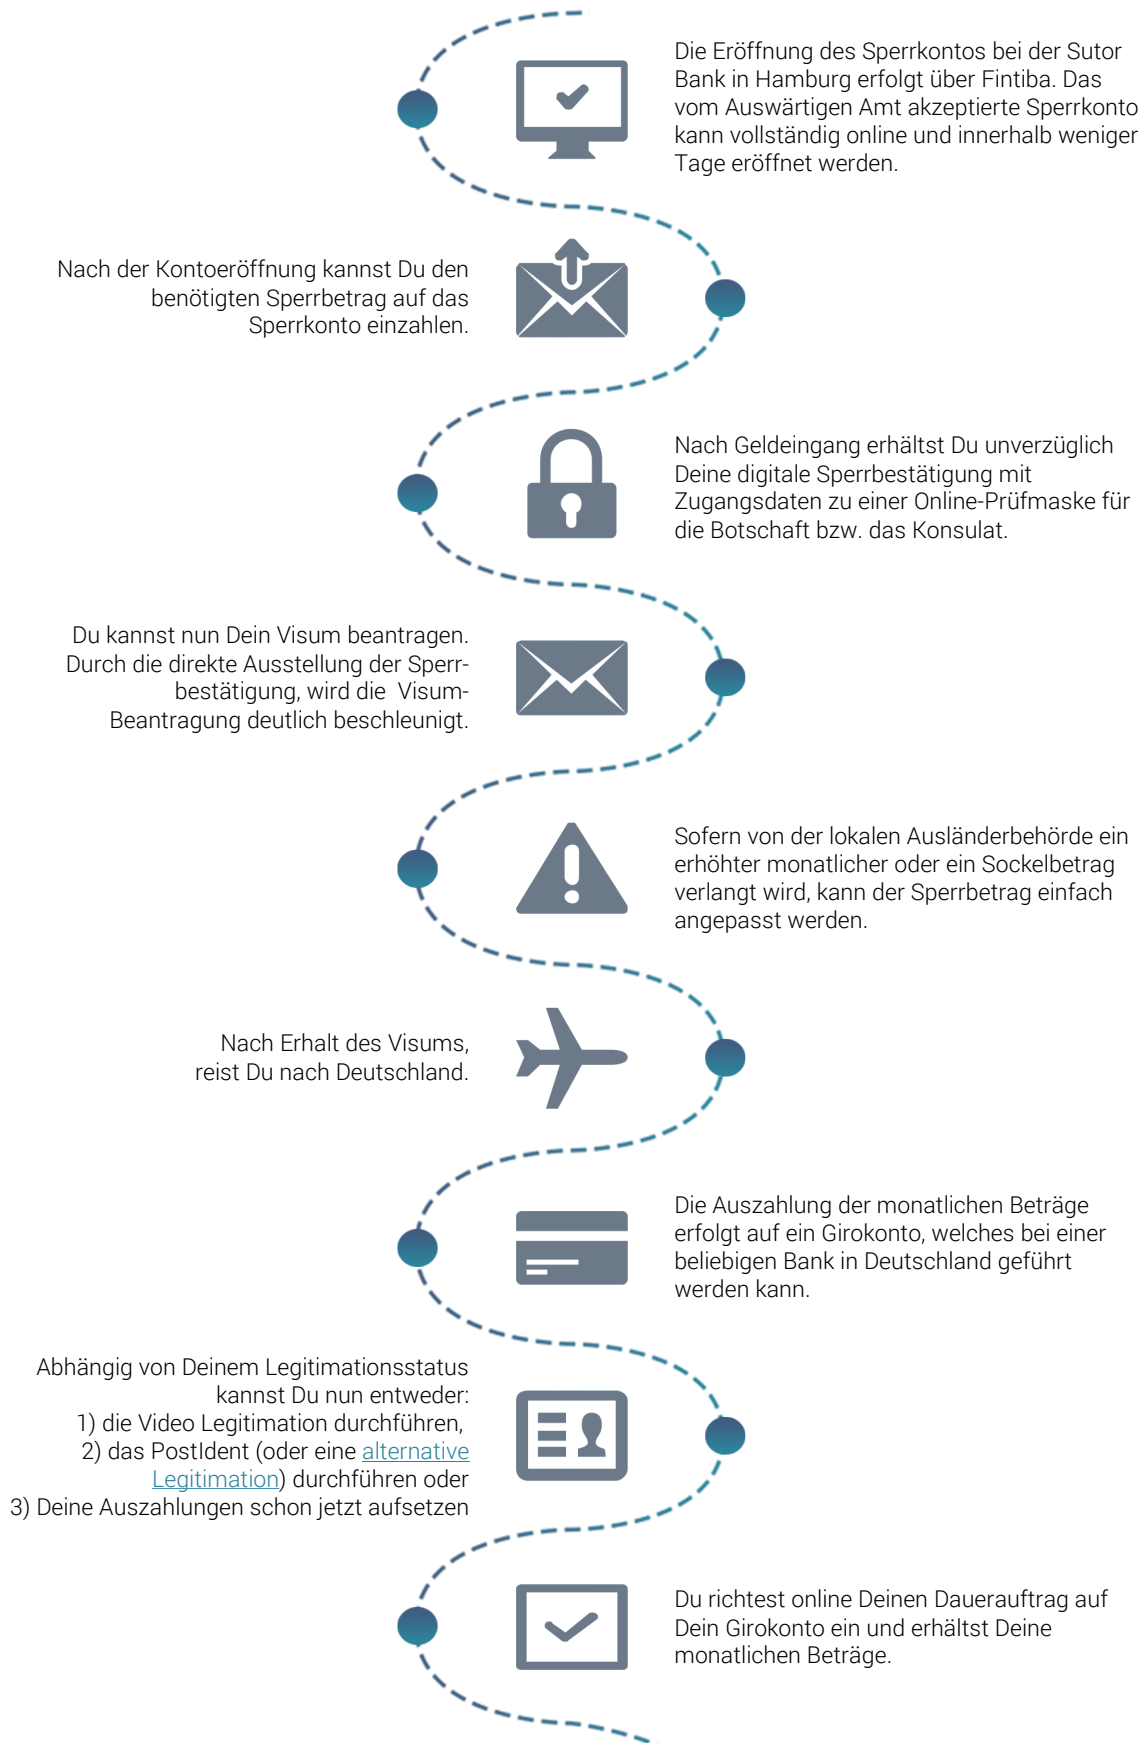 Die Eröffnung des Sperrkontos bei der Sutor
Bank in Hamburg erfolgt über Fintiba. Das
vom Auswärtigen Amt akzeptierte Sperrkonto
kann vollständig online und innerhalb weniger
Tage eröffnet werden.
Nach der Kontoeröffnung kannst Du den
benötigten Sperrbetrag auf das
Sperrkonto einzahlen.
Nach Geldeingang erhältst Du unverzüglich
Deine digitale Sperrbestätigung mit
Zugangsdaten zu einer Online-Prüfmaske für
die Botschaft bzw. das Konsulat.
Du kannst nun Dein Visum beantragen.
Durch die direkte Ausstellung der Sperr-
bestätigung, wird die  Visum-
Beantragung deutlich beschleunigt.
Sofern von der lokalen Ausländerbehörde ein
erhöhter monatlicher oder ein Sockelbetrag
verlangt wird, kann der Sperrbetrag einfach
angepasst werden.
Nach Erhalt des Visums,
reist Du nach Deutschland.
Die Auszahlung der monatlichen Beträge
erfolgt auf ein Girokonto, welches bei einer
beliebigen Bank in Deutschland geführt
werden kann.
Abhängig von Deinem Legitimationsstatus
kannst Du nun entweder:
1) die Video Legitimation durchführen,
2) das PostIdent (oder eine alternative
Legitimation) durchführen oder
3) Deine Auszahlungen schon jetzt aufsetzen
Du richtest online Deinen Dauerauftrag auf
Dein Girokonto ein und erhältst Deine
monatlichen Beträge.